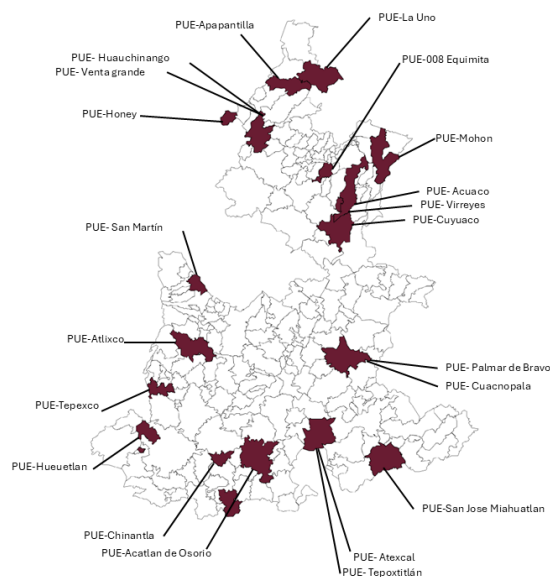 PUE-La Uno
PUE-Apapantilla
PUE- Huauchinango
PUE-008 Equimita
PUE- Venta grande
PUE-Honey
PUE-Mohon
PUE- Acuaco
PUE- Virreyes
PUE-Cuyuaco
PUE- San Martín
PUE-Atlixco
PUE- Palmar de Bravo
PUE- Cuacnopala
PUE-Tepexco
PUE-Hueuetlan
PUE-San Jose Miahuatlan
PUE-Chinantla
PUE-Acatlan de Osorio
PUE- Atexcal
PUE- Tepoxtitlán